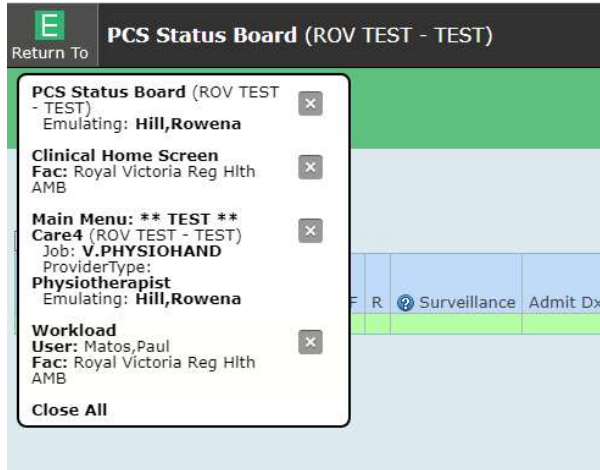 E
Return To
PCS Status Board (ROV TEST - TEST)
PCS Status Board (ROV TEST
- TEST)
Emulating: Hill,Rowena
Clinical Home Screen
Fac: Royal Victoria Reg Hlth
AMB
Main Menu: ** TEST **
Care4 (ROV TEST - TEST)
Job: V.PHYSIOHAND
ProviderType:
Physiotherapist
Emulating: Hill,Rowena
Workload
User: Matos,Paul
Fac: Royal Victoria Reg Hlth
AMB
Close All
F R Surveillance Admit Dx